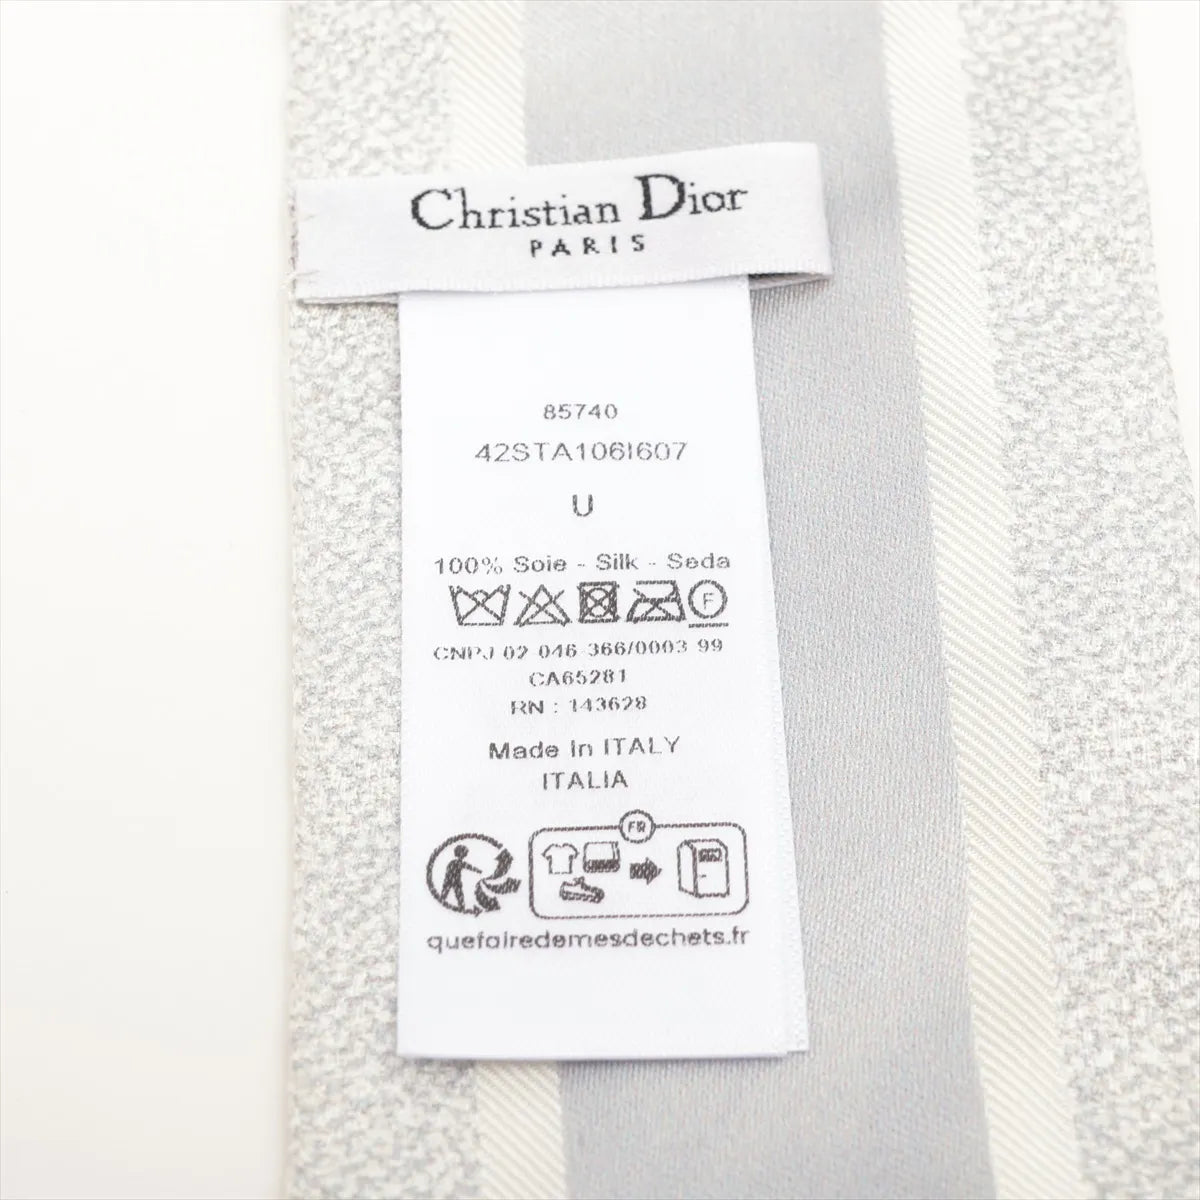 Christian Dior
PARIS
85740
42STA106I607
U
100% Soie - Silk - Seda
F
CNPJ 02 046 366/0003 99
CA65281
RN : 143628
Made in ITALY
ITALIA
FR
quefairedemesdechets.fr